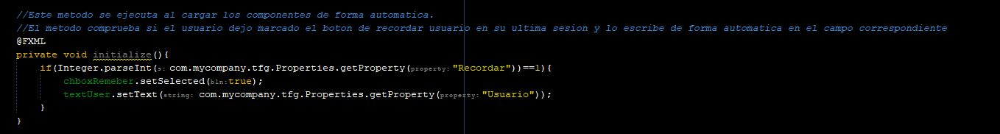 //Este metodo se ejecuta al cargar los componentes de forma automatica.
//El metodo comprueba si el usuario dejo marcado el boton de recordar usuario en su ultima sesion y lo escribe de forma automatica en el campo correspondiente
@FXML
private void initialize(){
if(Integer.parseInt(s: com.mycompany.tfg.Properties.getProperty(property: "Recordar"))==1){
chboxRemeber.setSelected(bln: true);
textUser.setText(string: com.mycompany.tfg.Properties.getProperty(property: "Usuario"));
}
}